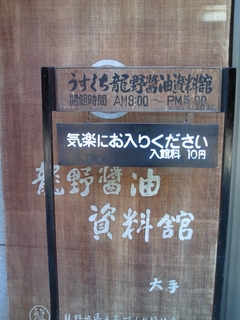 うすくち龍野醤油資料館
開館時間 AM9:00 ～ PM5:00
気楽にお入りください
入館料 10円
龍野醤油
資料館
大手